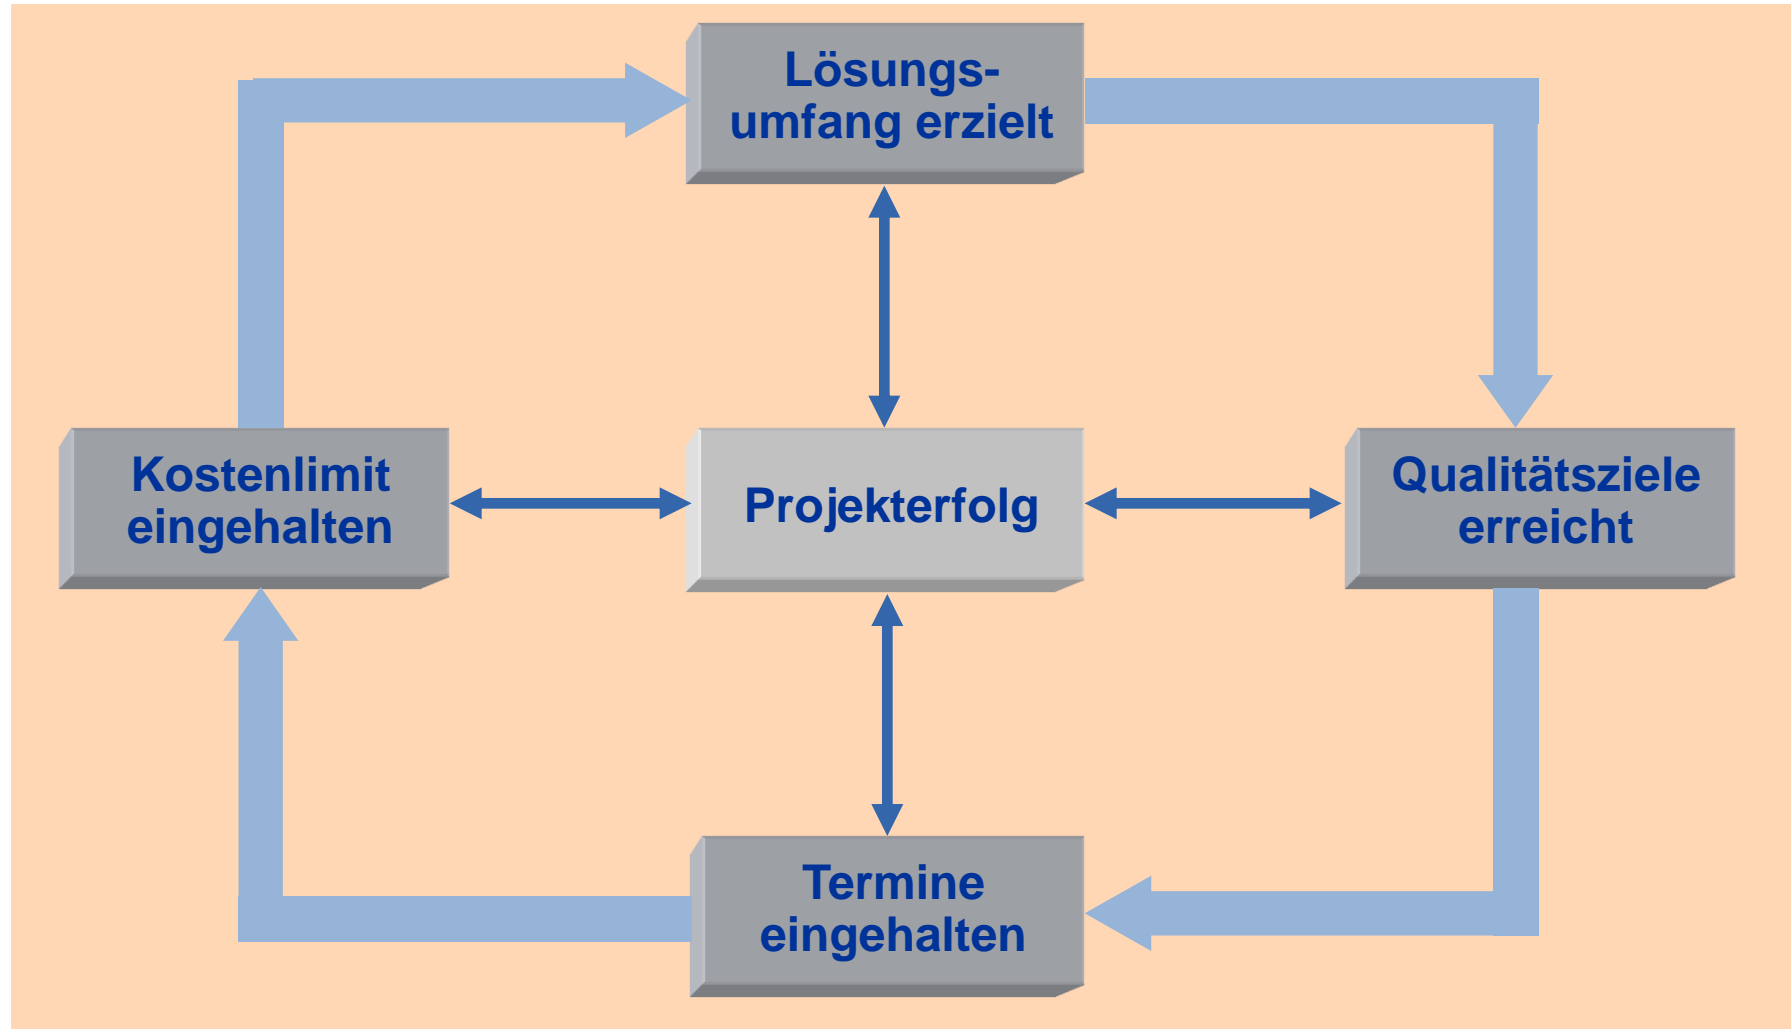 Lösungs-
umfang erzielt
Kostenlimit
eingehalten
Projekterfolg
Qualitätsziele
erreicht
Termine
eingehalten